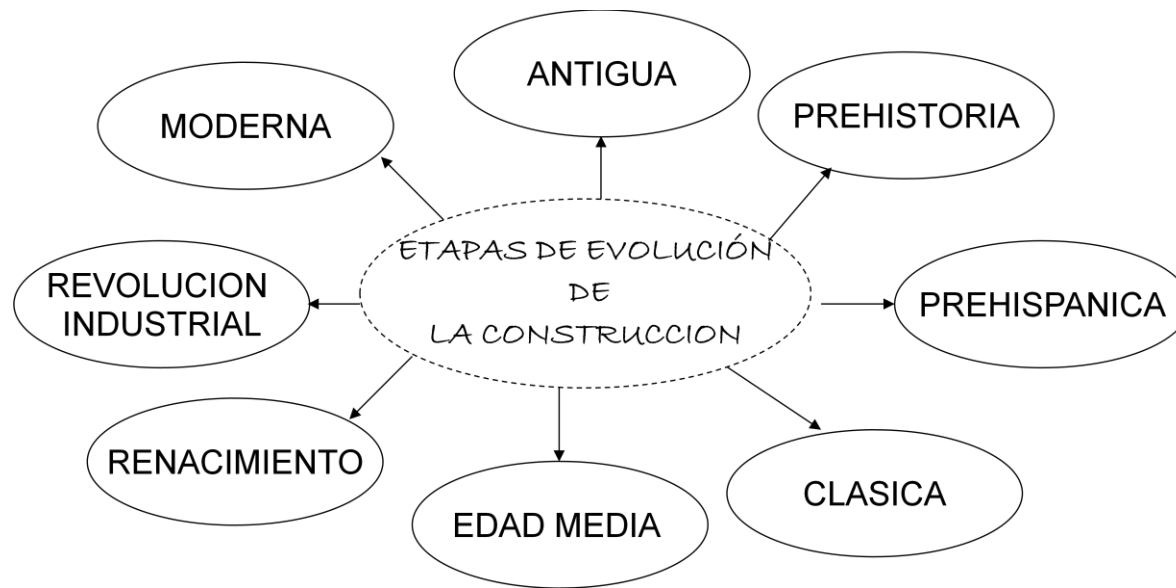 ANTIGUA
MODERNA
PREHISTORIA
ETAPAS DE EVOLUCIÓN
DE
LA CONSTRUCCION
REVOLUCION
INDUSTRIAL
PREHISPANICA
RENACIMIENTO
CLASICA
EDAD MEDIA